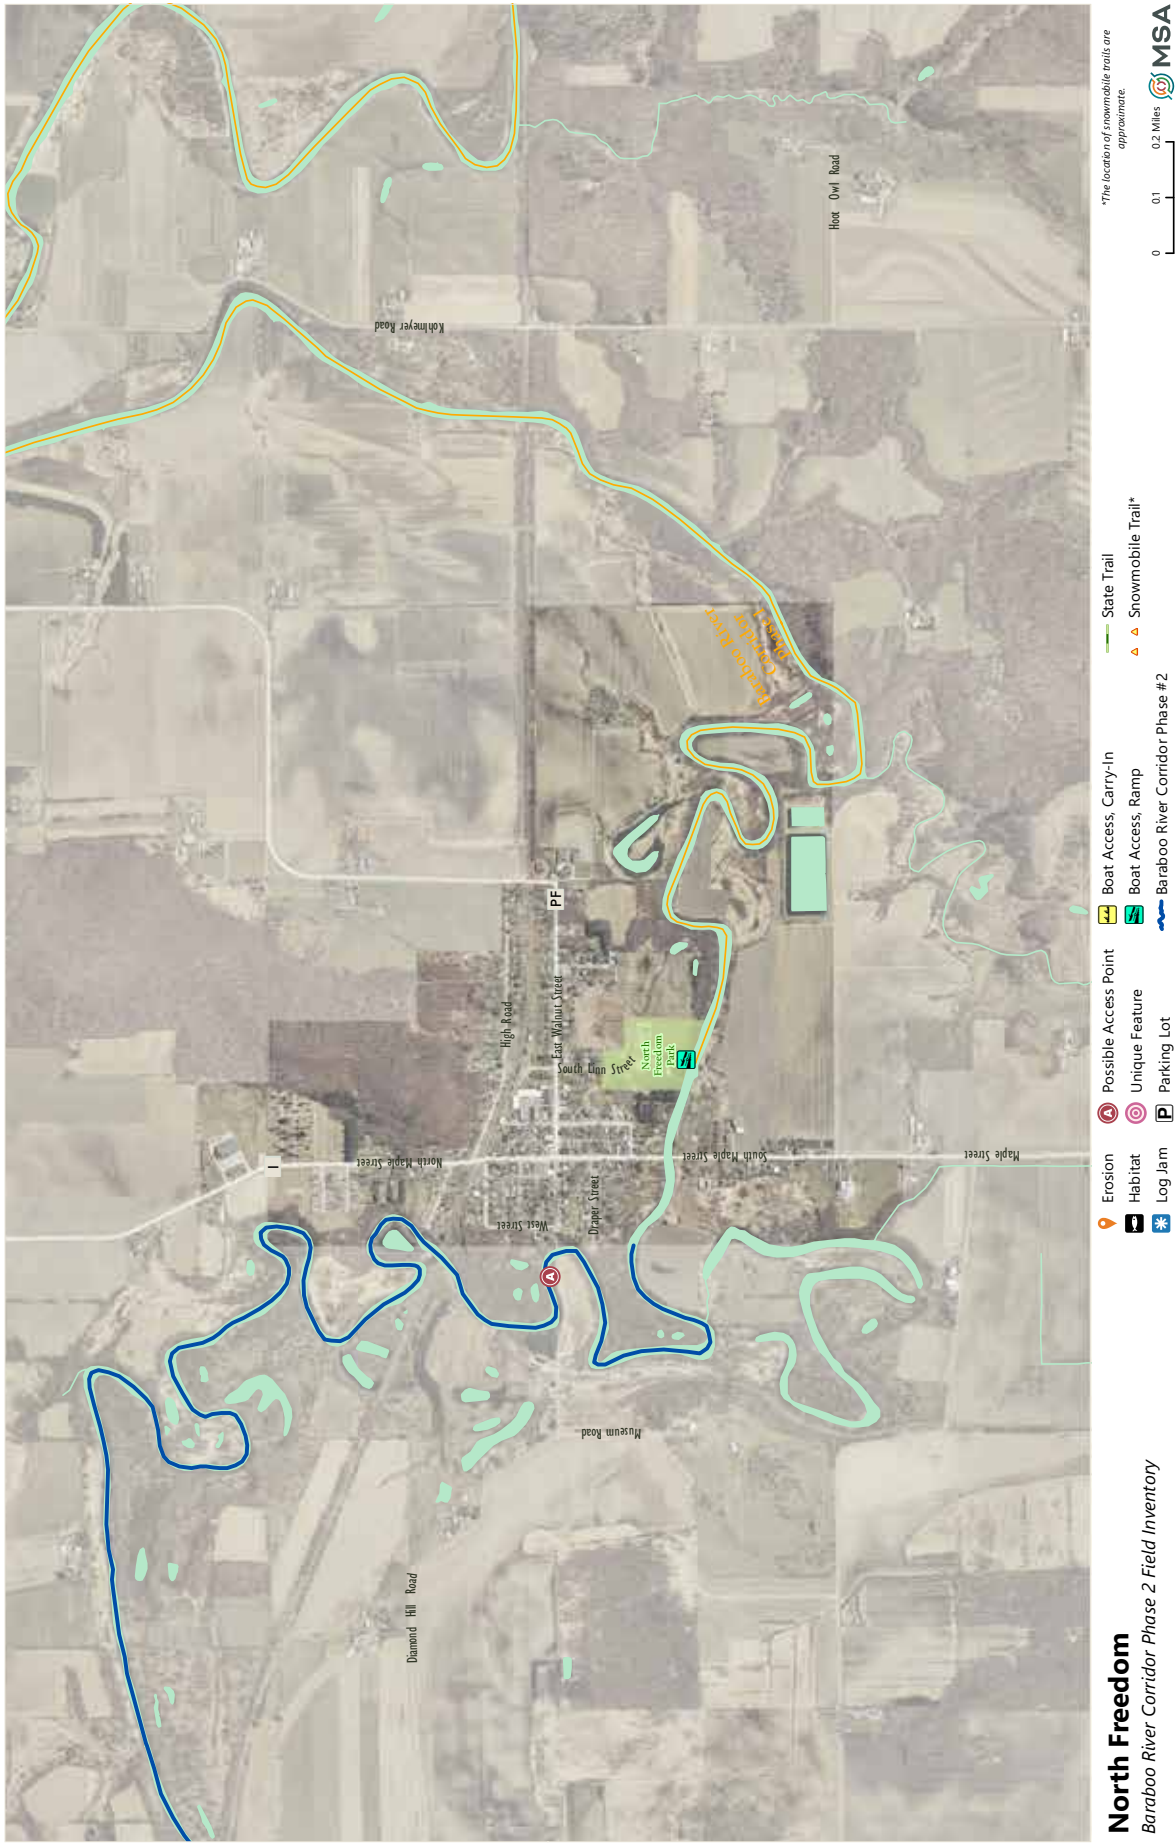 Hoot Owl Road
Kohlmeyer Road
Baraboo River
Corridor
Phase 1
PF
High Road
East Walnut Street
South Linn Street
North
Freedom
Park
I
North Maple Street
South Maple Street
Maple Street
West Street
Draper Street
A
Museum Road
Diamond Hill Road
North Freedom
Baraboo River Corridor Phase 2 Field Inventory
Erosion
Habitat
Log Jam
A Possible Access Point
Unique Feature
P Parking Lot
Boat Access, Carry-In
Boat Access, Ramp
Baraboo River Corridor Phase #2
State Trail
Snowmobile Trail*
*The location of snowmobile trails are
approximate.
0 0.1 0.2 Miles
MSA